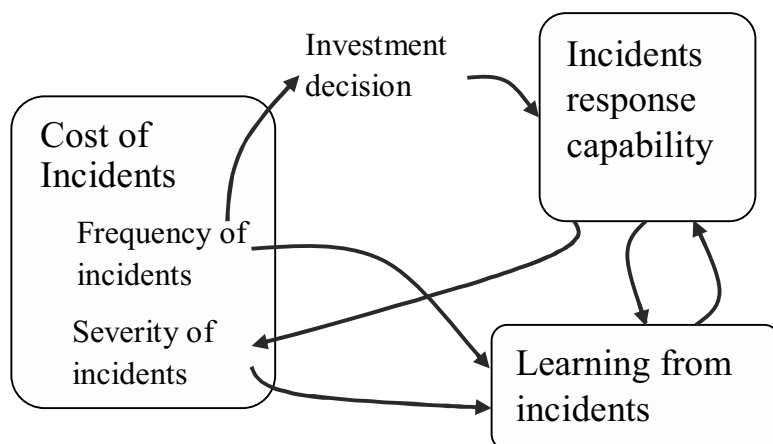 Investment
decision
Incidents
response
capability
Cost of
Incidents
Frequency of
incidents
Severity of
incidents
Learning from
incidents